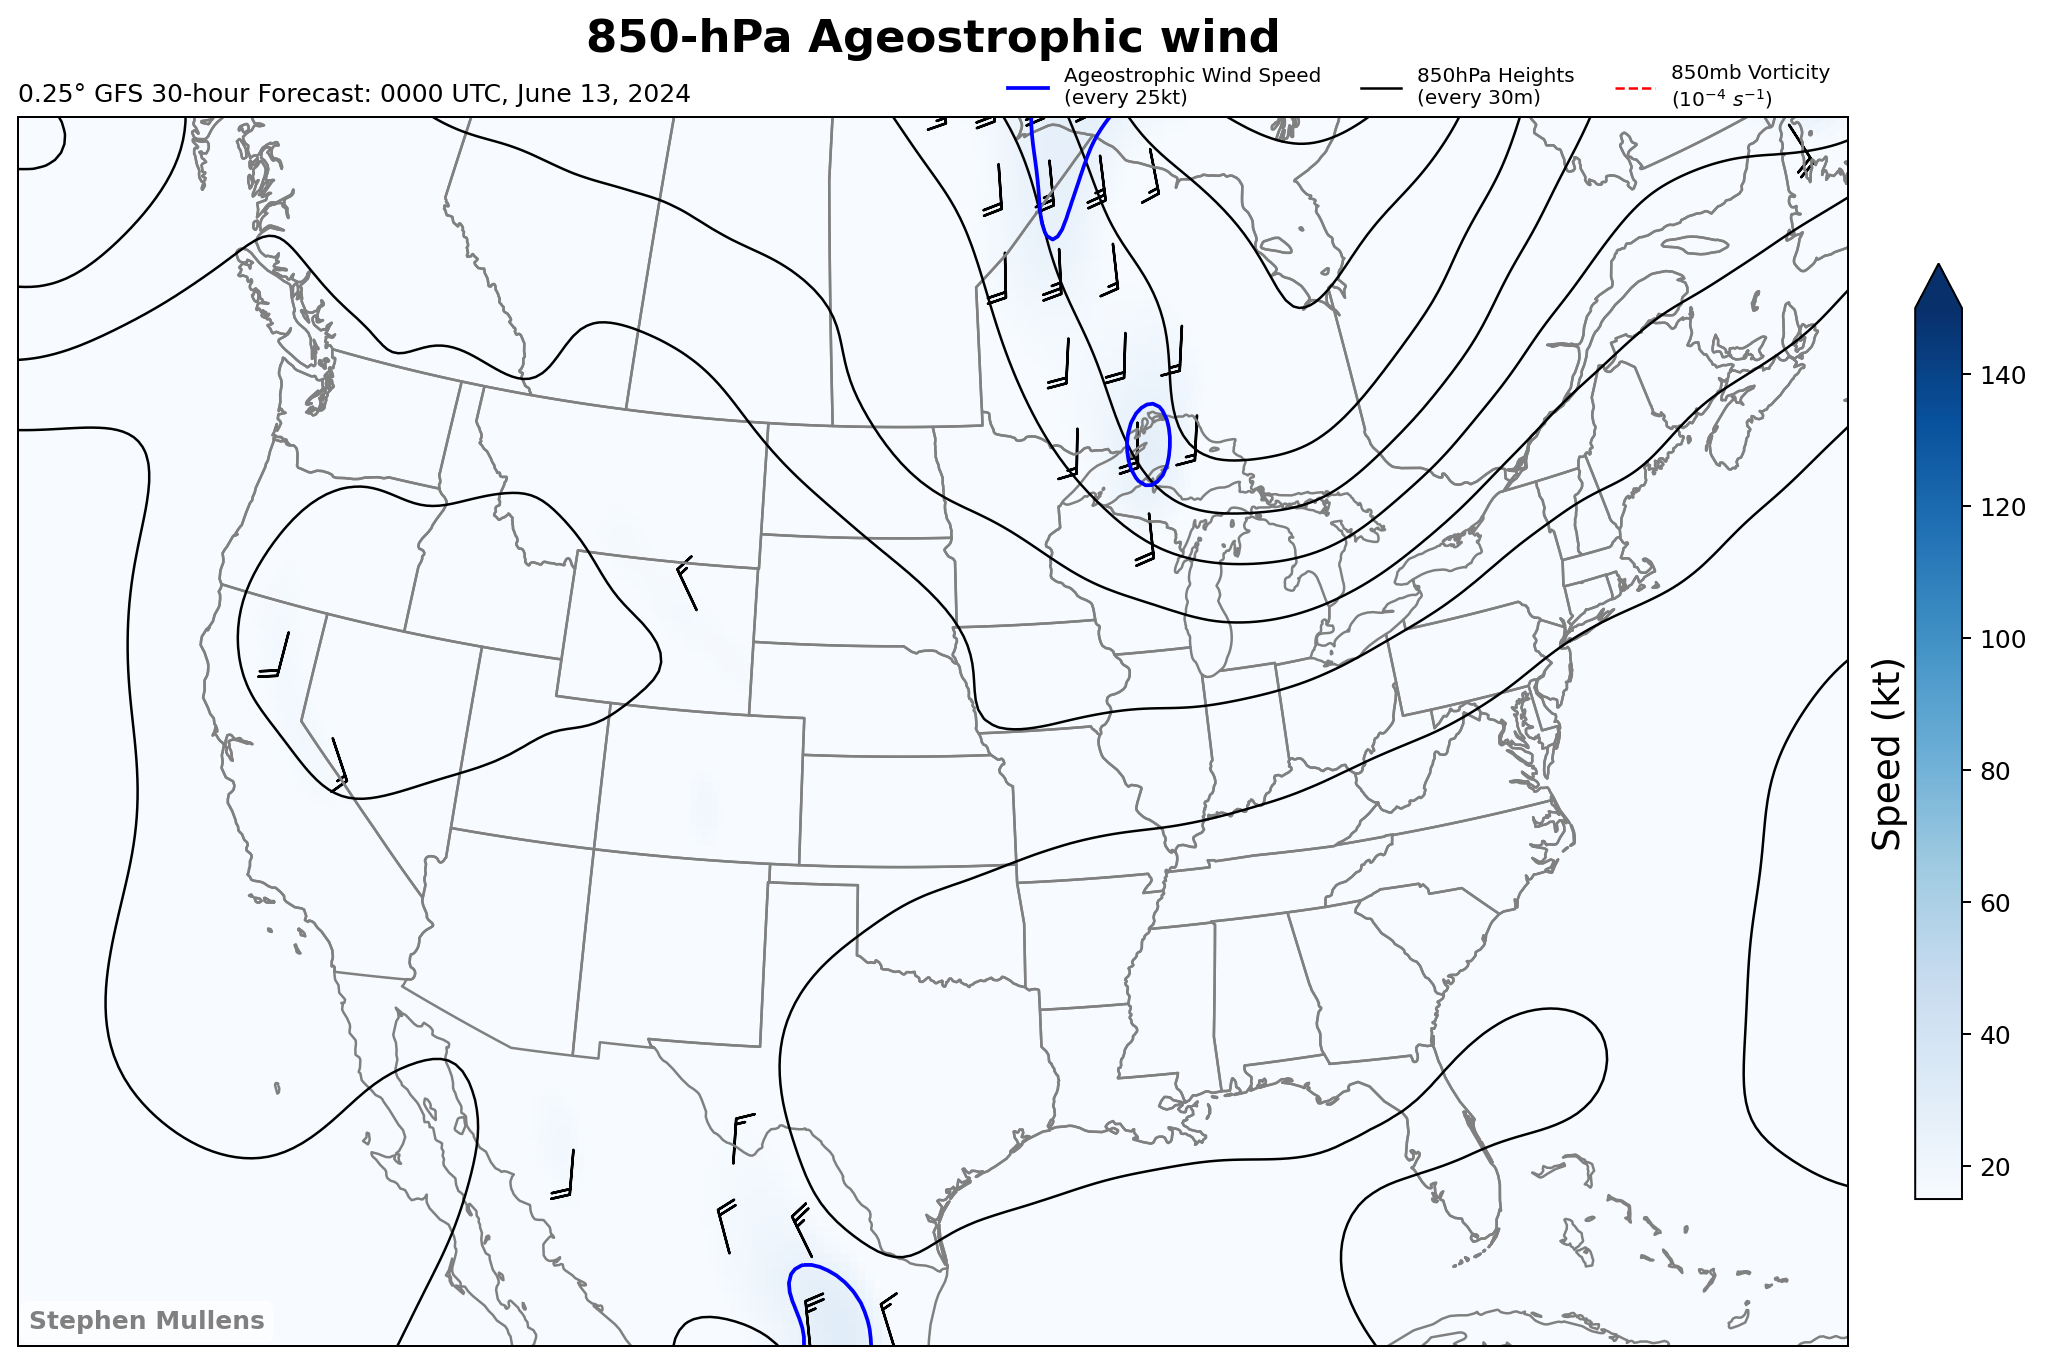 850-hPa Ageostrophic wind
0.25° GFS 30-hour Forecast: 0000 UTC, June 13, 2024
Ageostrophic Wind Speed
(every 25kt)
850hPa Heights
(every 30m)
850mb Vorticity
(10⁻⁴ s⁻¹)
140
120
100
80
60
40
20
Speed (kt)
Stephen Mullens